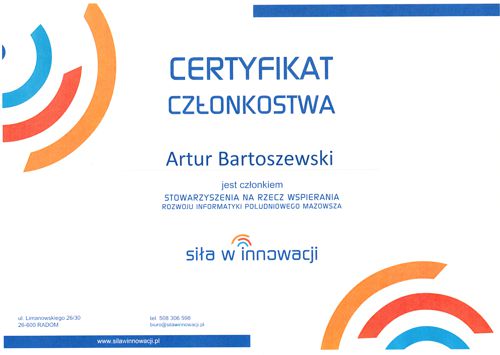 CERTYFIKAT
CZŁONKOSTWA
Artur Bartoszewski
jest członkiem
STOWARZYSZENIA NA RZECZ WSPIERANIA
ROZWOJU INFORMATYKI POŁUDNIOWEGO MAZOWSZA
siła w innowacji
ul. Limanowskiego 26/30
26-600 RADOM
tel. 508 306 598
biuro@silawinnowacji.pl
www.silawinnowacji.pl